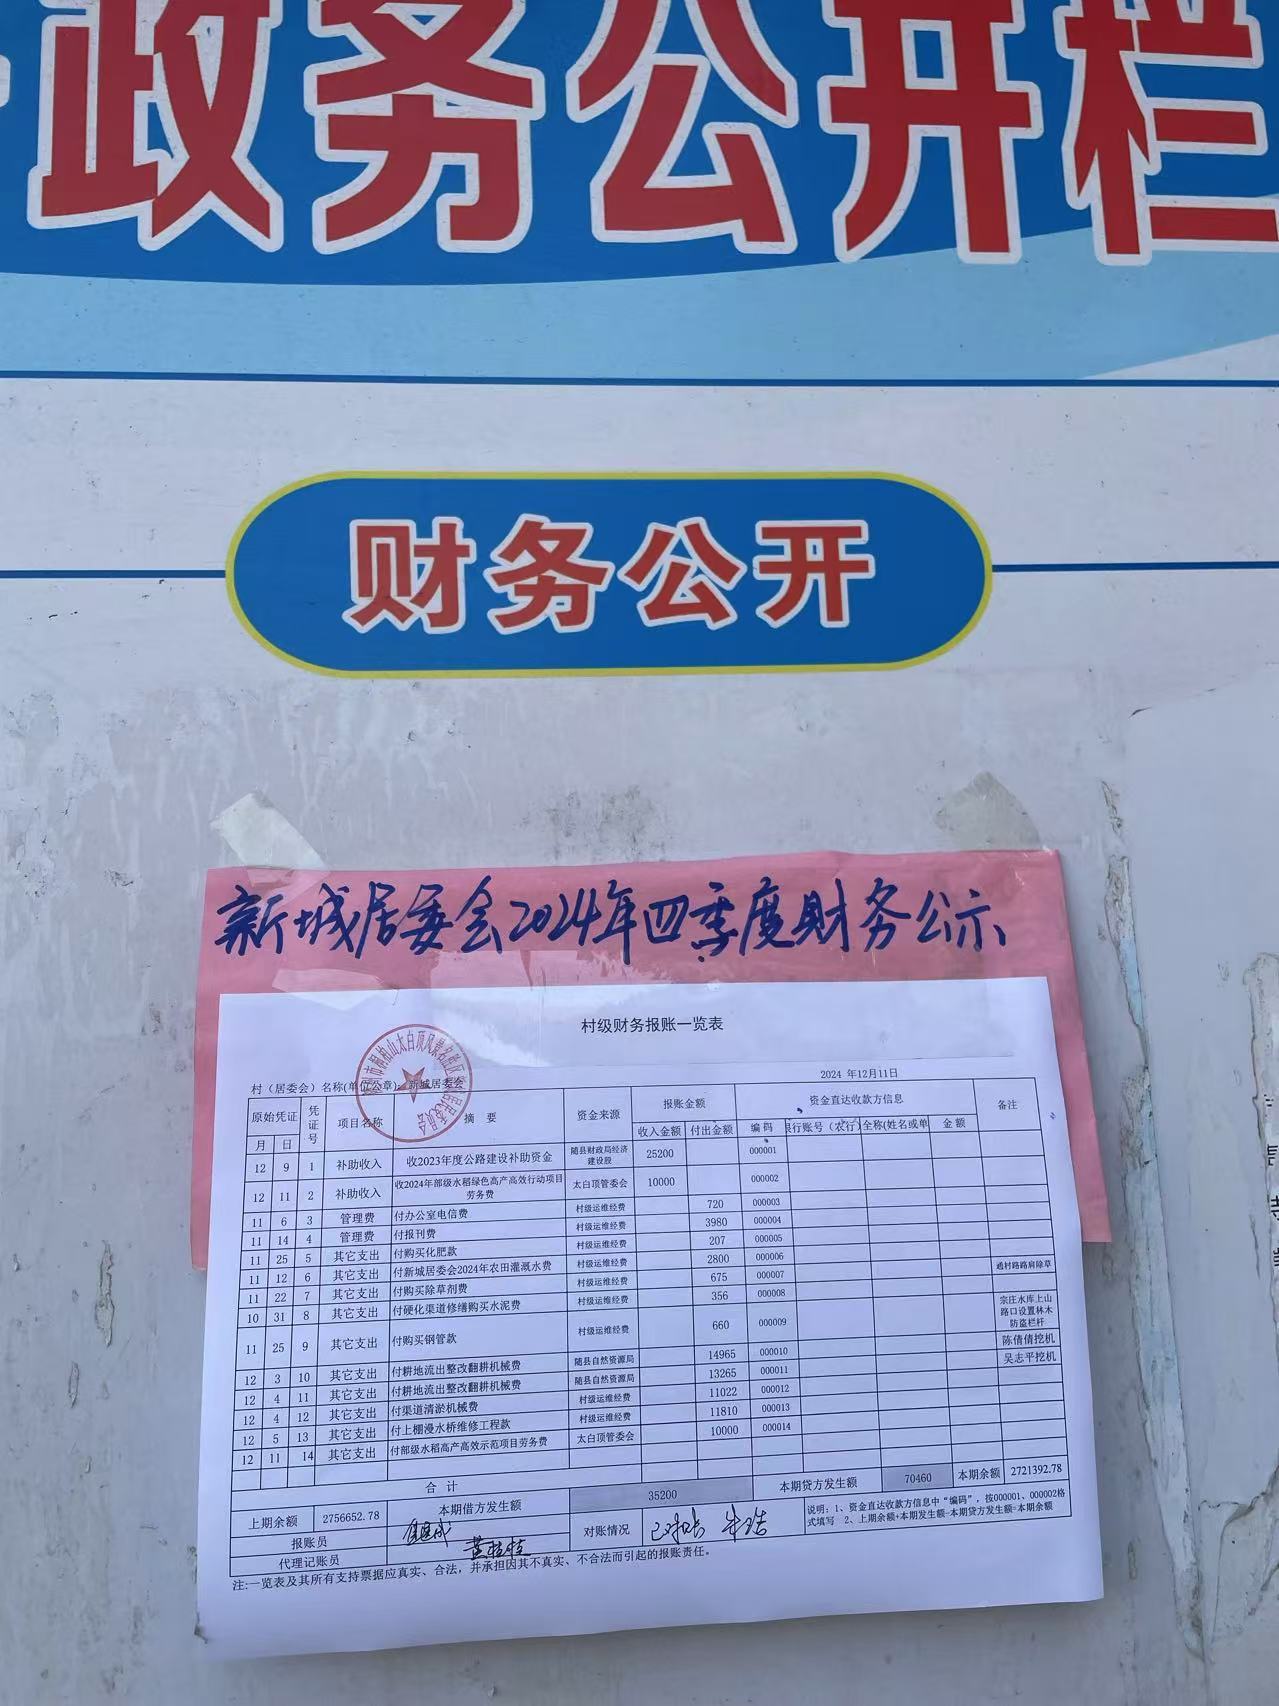 政务公开栏
财务公开
新城居委会2024年四季度财务公示
村级财务报账一览表
村（居委会）名称(单位公章)：新城居委会
2024 年12月11日
原始凭证 凭证号 项目名称 摘 要 资金来源 报账金额 资金直达收款方信息 备注
月 日 收入金额 付出金额 编 码 银行账号（农行） 全称(姓名或单 金 额
12 9 1 补助收入 收2023年度公路建设补助资金 随县财政局经济建设股 25200 000001
12 11 2 补助收入 收2024年部级水稻绿色高产高效行动项目劳务费 太白顶管委会 10000 000002
11 6 3 管理费 付办公室电信费 村级运维经费 720 000003
11 14 4 管理费 付报刊费 村级运维经费 3980 000004
11 25 5 其它支出 付购买化肥款 村级运维经费 207 000005
11 12 6 其它支出 付新城居委会2024年农田灌溉水费 村级运维经费 2800 000006
11 22 7 其它支出 付购买除草剂费 村级运维经费 675 000007 通村路路肩除草
10 31 8 其它支出 付硬化渠道修缮购买水泥费 村级运维经费 356 000008
11 25 9 其它支出 付购买钢管款 村级运维经费 660 000009 宗庄水库上山路口设置林木防盗栏杆
12 3 10 其它支出 付耕地流出整改翻耕机械费 随县自然资源局 14965 000010 陈倩倩挖机
12 4 11 其它支出 付耕地流出整改翻耕机械费 随县自然资源局 13265 000011 吴志平挖机
12 4 12 其它支出 付渠道清淤机械费 村级运维经费 11022 000012
12 5 13 其它支出 付上棚漫水桥维修工程款 村级运维经费 11810 000013
12 11 14 其它支出 付部级水稻高产高效示范项目劳务费 太白顶管委会 10000 000014
合 计
上期余额 2756652.78 本期借方发生额 35200 本期贷方发生额 70460 本期余额 2721392.78
报账员
代理记账员 黄桂枝
对账情况 已对账
说明：1、资金直达收款方信息中“编码”，按000001、000002格式填写 2、上期余额+本期发生额-本期贷方发生额=本期余额
注:一览表及其所有支持票据应真实、合法，并承担因其不真实、不合法而引起的报账责任。